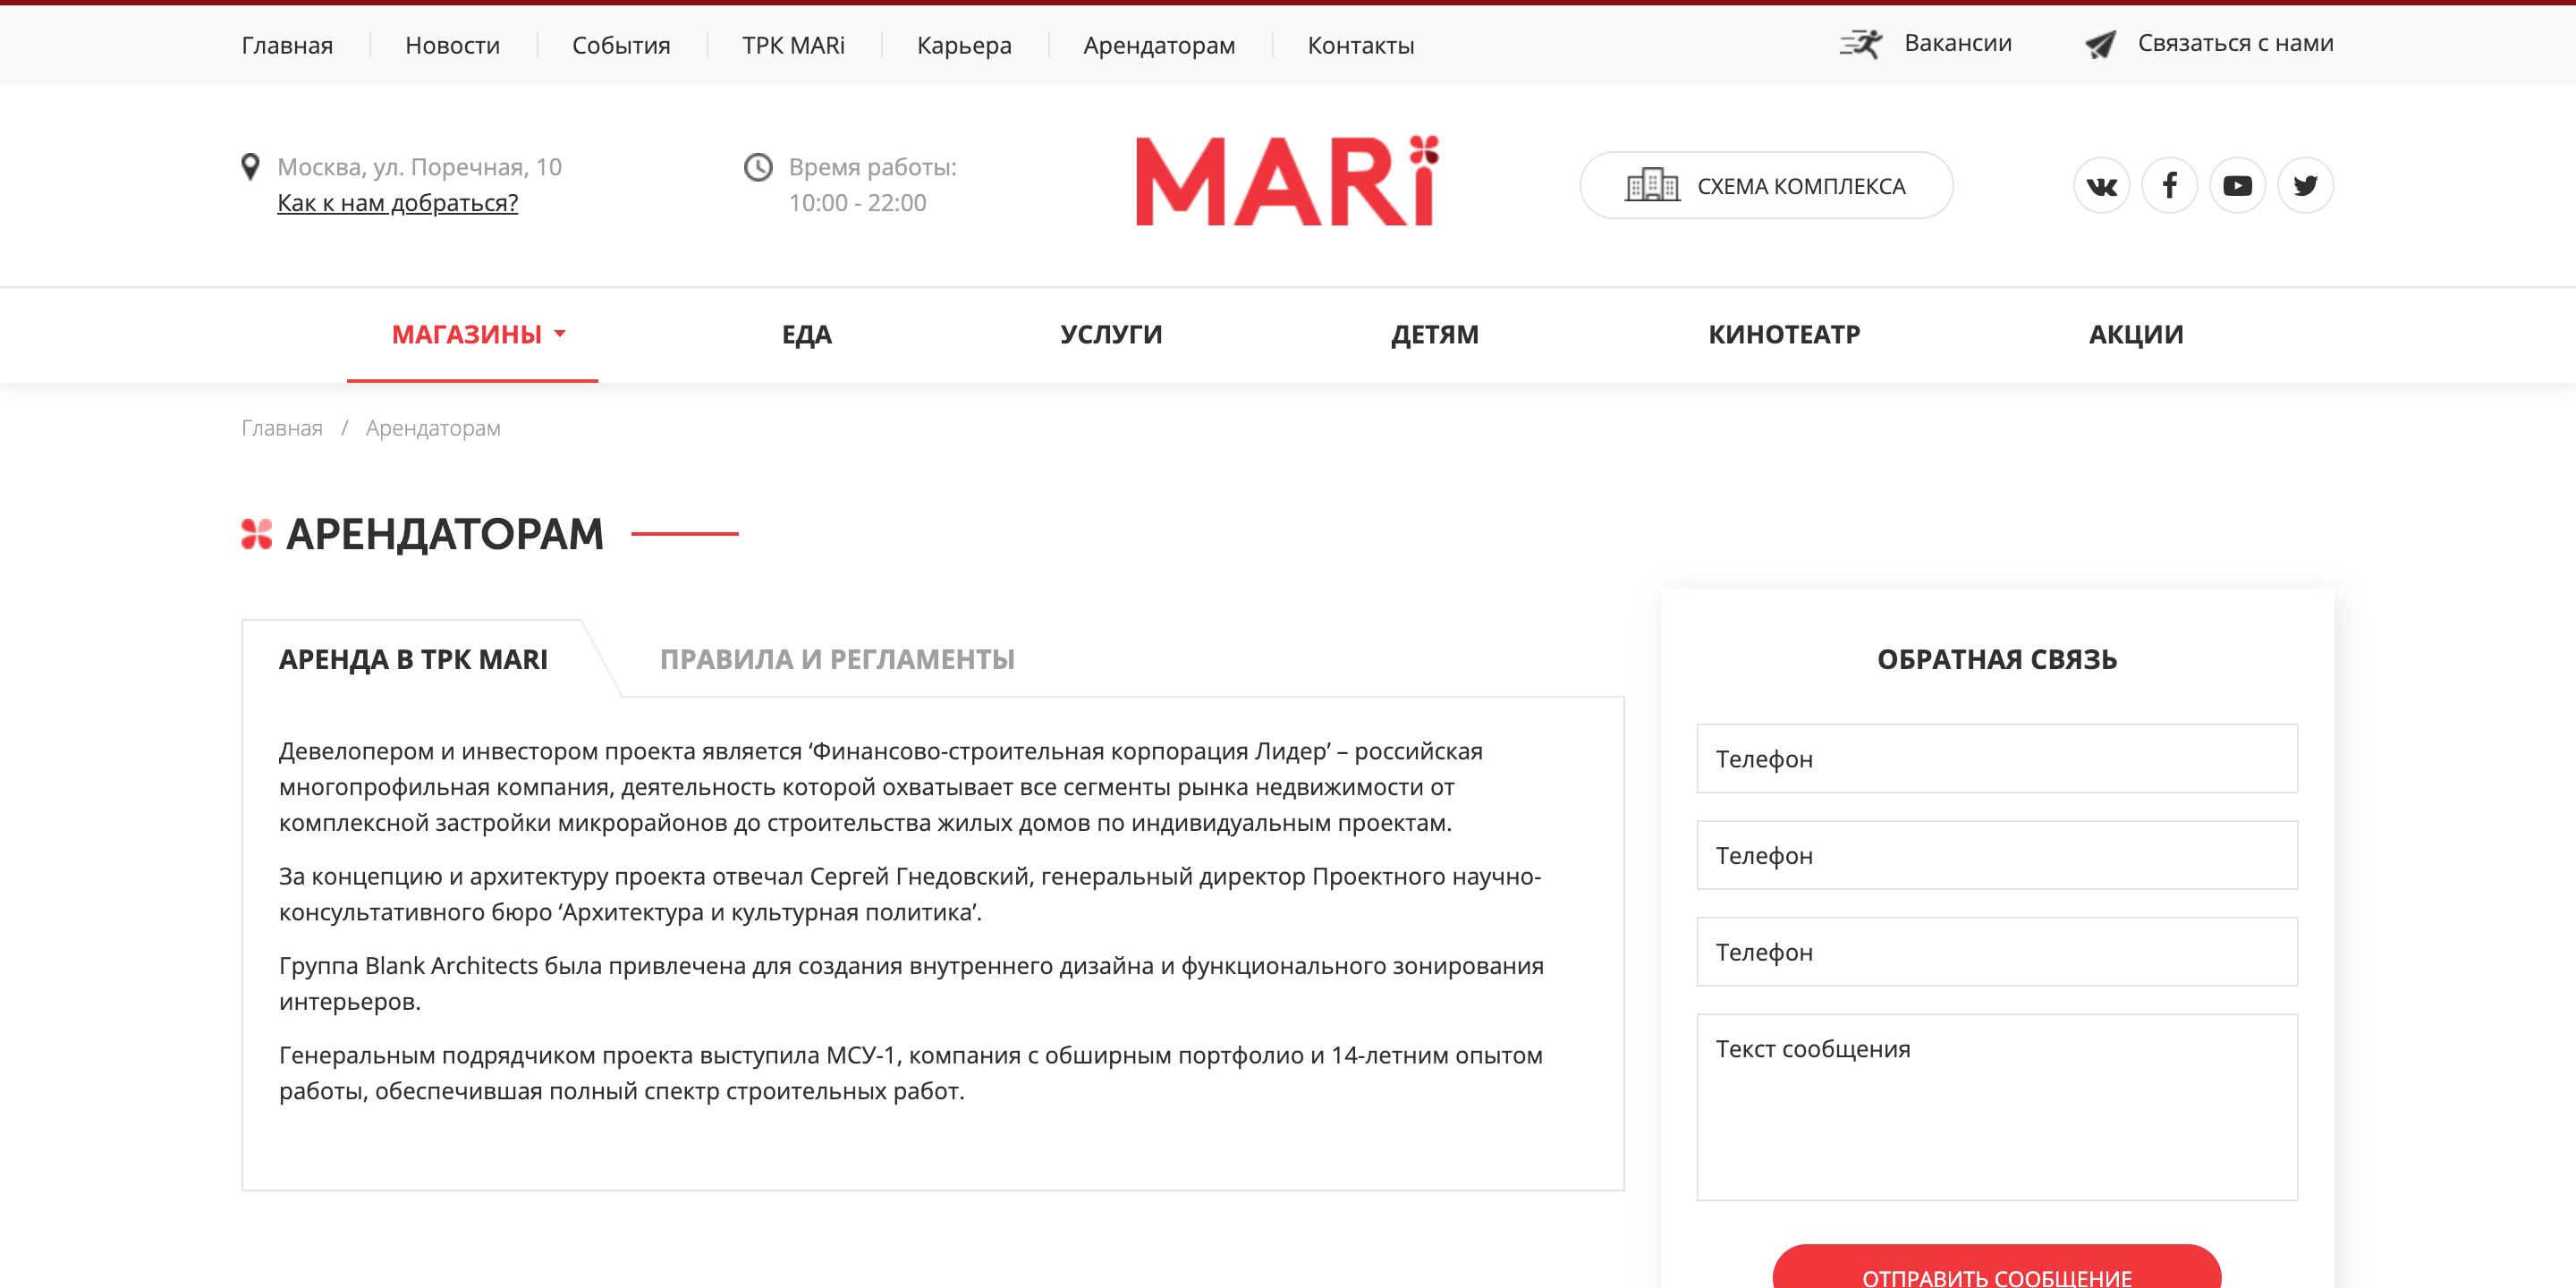 Главная
Новости
События
ТРК MARi
Карьера
Арендаторам
Контакты
Вакансии
Связаться с нами
Москва, ул. Поречная, 10
Как к нам добраться?
Время работы:
10:00 - 22:00
MARi
СХЕМА КОМПЛЕКСА
МАГАЗИНЫ
ЕДА
УСЛУГИ
ДЕТЯМ
КИНОТЕАТР
АКЦИИ
Главная / Арендаторам
АРЕНДАТОРАМ
АРЕНДА В ТРК MARI
ПРАВИЛА И РЕГЛАМЕНТЫ
Девелопером и инвестором проекта является ‘Финансово-строительная корпорация Лидер’ – российская
многопрофильная компания, деятельность которой охватывает все сегменты рынка недвижимости от
комплексной застройки микрорайонов до строительства жилых домов по индивидуальным проектам.
За концепцию и архитектуру проекта отвечал Сергей Гнедовский, генеральный директор Проектного научно-
консультативного бюро ‘Архитектура и культурная политика’.
Группа Blank Architects была привлечена для создания внутреннего дизайна и функционального зонирования
интерьеров.
Генеральным подрядчиком проекта выступила МСУ-1, компания с обширным портфолио и 14-летним опытом
работы, обеспечившая полный спектр строительных работ.
ОБРАТНАЯ СВЯЗЬ
Телефон
Телефон
Телефон
Текст сообщения
ОТПРАВИТЬ СООБЩЕНИЕ